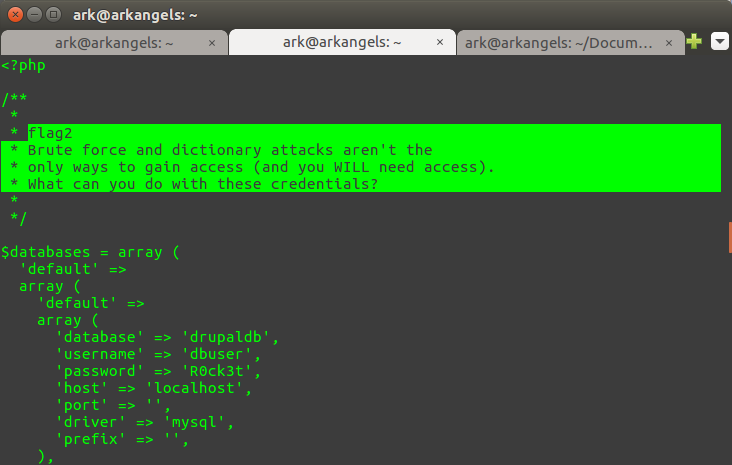 ark@arkangels: ~
ark@arkangels: ~ ×
ark@arkangels: ~ ×
ark@arkangels: ~/Docum... ×
<?php
/**
 *
 * flag2
 * Brute force and dictionary attacks aren't the
 * only ways to gain access (and you WILL need access).
 * What can you do with these credentials?
 *
 */
$databases = array (
  'default' =>
  array (
    'default' =>
    array (
      'database' => 'drupaldb',
      'username' => 'dbuser',
      'password' => 'R0ck3t',
      'host' => 'localhost',
      'port' => '',
      'driver' => 'mysql',
      'prefix' => '',
    ),